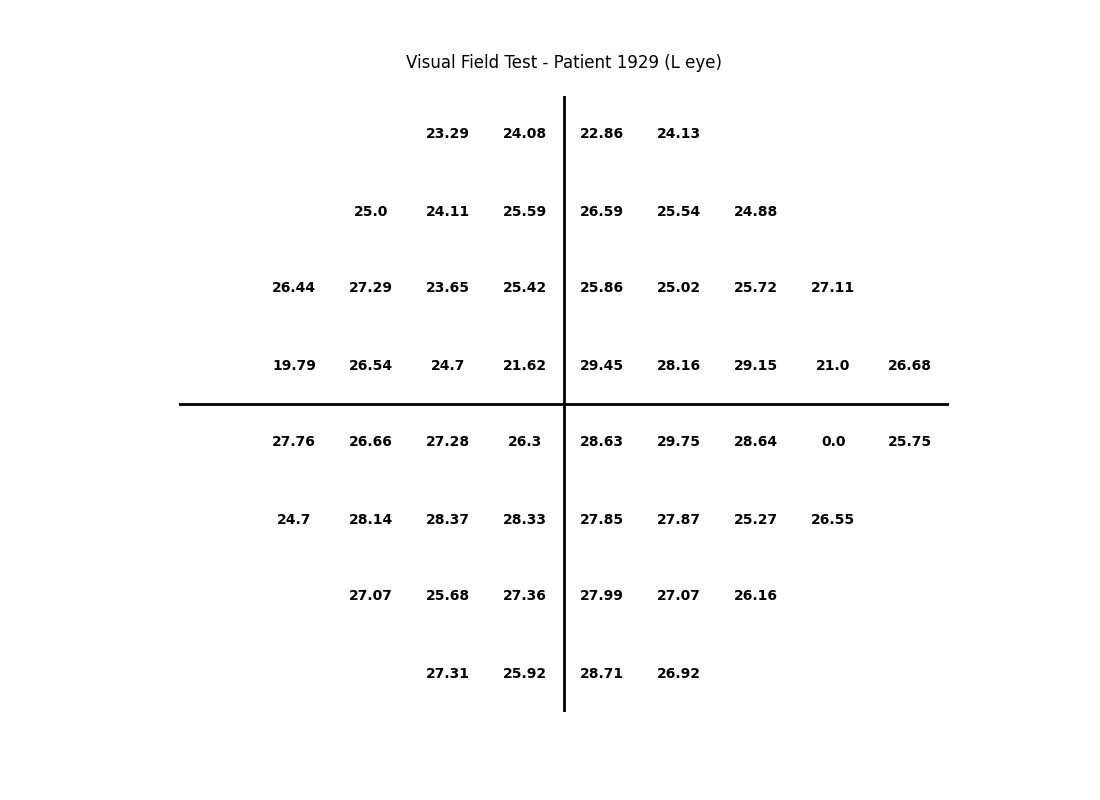 Visual Field Test - Patient 1929 (L eye)
23.29 24.08 22.86 24.13
25.0 24.11 25.59 26.59 25.54 24.88
26.44 27.29 23.65 25.42 25.86 25.02 25.72 27.11
19.79 26.54 24.7 21.62 29.45 28.16 29.15 21.0 26.68
27.76 26.66 27.28 26.3 28.63 29.75 28.64 0.0 25.75
24.7 28.14 28.37 28.33 27.85 27.87 25.27 26.55
27.07 25.68 27.36 27.99 27.07 26.16
27.31 25.92 28.71 26.92